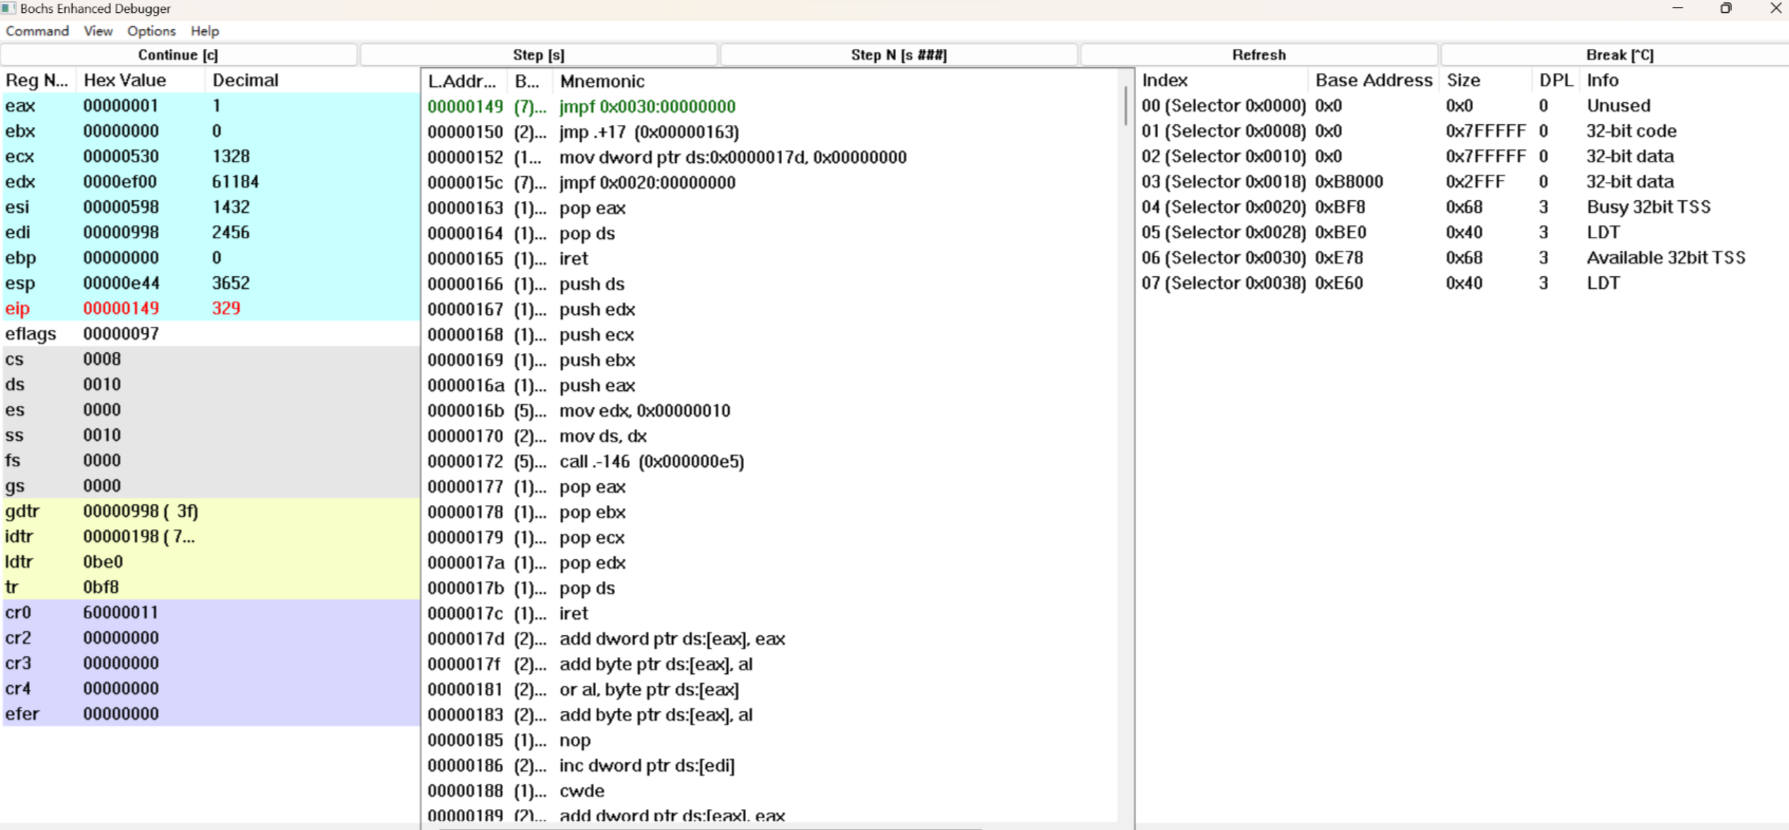 Bochs Enhanced Debugger
Command View Options Help
Continue [c] Step [s] Step N [s ###] Refresh Break [^C]
Reg N... Hex Value Decimal
eax 00000001 1
ebx 00000000 0
ecx 00000530 1328
edx 0000ef00 61184
esi 00000598 1432
edi 00000998 2456
ebp 00000000 0
esp 00000e44 3652
eip 00000149 329
eflags 00000097
cs 0008
ds 0010
es 0000
ss 0010
fs 0000
gs 0000
gdtr 00000998 ( 3f)
idtr 00000198 ( 7...
ldtr 0be0
tr 0bf8
cr0 60000011
cr2 00000000
cr3 00000000
cr4 00000000
efer 00000000
L.Addr... B... Mnemonic
00000149 (7)... jmpf 0x0030:00000000
00000150 (2)... jmp .+17 (0x00000163)
00000152 (1... mov dword ptr ds:0x0000017d, 0x00000000
0000015c (7)... jmpf 0x0020:00000000
00000163 (1)... pop eax
00000164 (1)... pop ds
00000165 (1)... iret
00000166 (1)... push ds
00000167 (1)... push edx
00000168 (1)... push ecx
00000169 (1)... push ebx
0000016a (1)... push eax
0000016b (5)... mov edx, 0x00000010
00000170 (2)... mov ds, dx
00000172 (5)... call .-146 (0x000000e5)
00000177 (1)... pop eax
00000178 (1)... pop ebx
00000179 (1)... pop ecx
0000017a (1)... pop edx
0000017b (1)... pop ds
0000017c (1)... iret
0000017d (2)... add dword ptr ds:[eax], eax
0000017f (2)... add byte ptr ds:[eax], al
00000181 (2)... or al, byte ptr ds:[eax]
00000183 (2)... add byte ptr ds:[eax], al
00000185 (1)... nop
00000186 (2)... inc dword ptr ds:[edi]
00000188 (1)... cwde
00000189 (2)... add dword ptr ds:[eax], eax
Index Base Address Size DPL Info
00 (Selector 0x0000) 0x0 0x0 0 Unused
01 (Selector 0x0008) 0x0 0x7FFFFF 0 32-bit code
02 (Selector 0x0010) 0x0 0x7FFFFF 0 32-bit data
03 (Selector 0x0018) 0xB8000 0x2FFF 0 32-bit data
04 (Selector 0x0020) 0xBF8 0x68 3 Busy 32bit TSS
05 (Selector 0x0028) 0xBE0 0x40 3 LDT
06 (Selector 0x0030) 0xE78 0x68 3 Available 32bit TSS
07 (Selector 0x0038) 0xE60 0x40 3 LDT